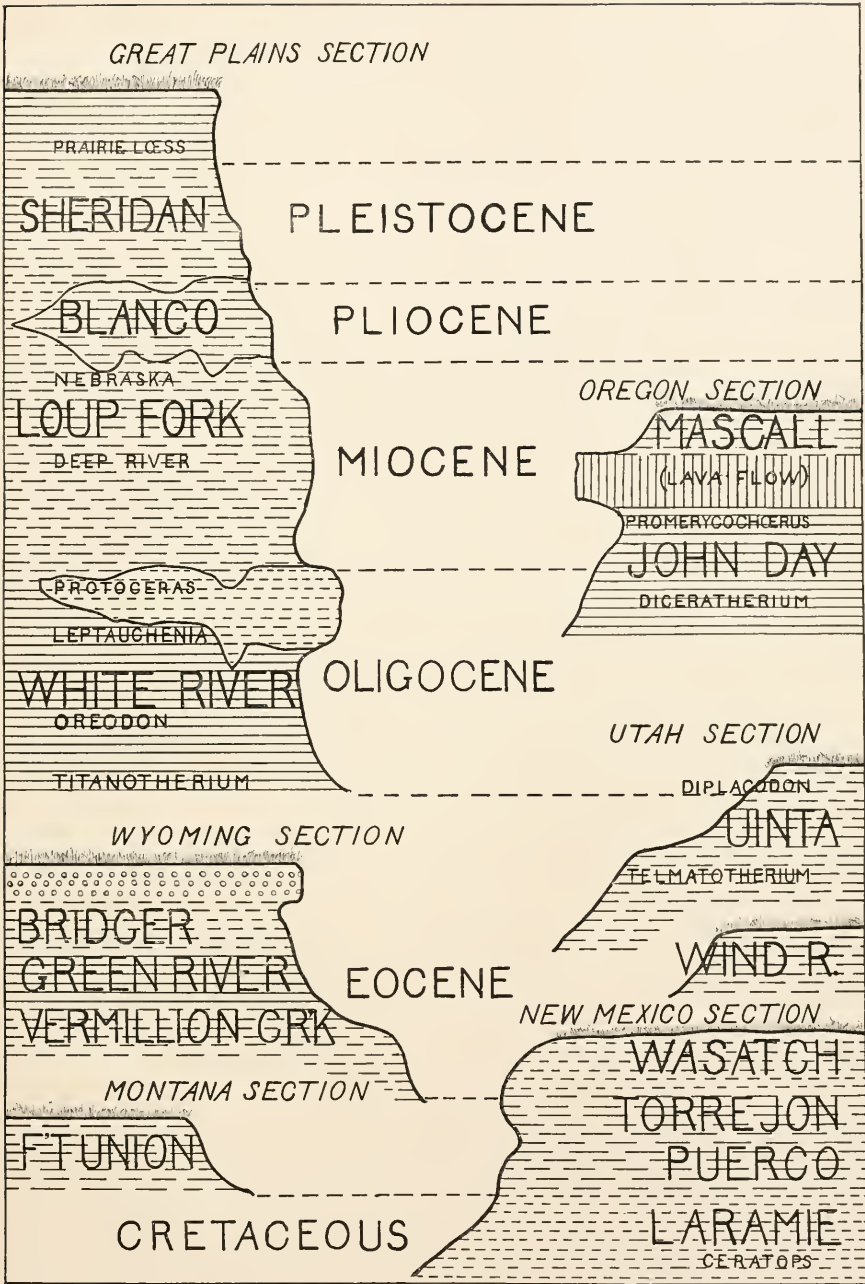 GREAT PLAINS SECTION
PRAIRIE LŒSS
SHERIDAN
PLEISTOCENE
BLANCO
PLIOCENE
NEBRASKA
OREGON SECTION
LOUP FORK
MASCALL
DEEP RIVER
MIOCENE
(LAVA FLOW)
PROMERYCOCHŒRUS
JOHN DAY
PROTOCERAS
DICERATHERIUM
LEPTAUCHENIA
WHITE RIVER
OLIGOCENE
OREODON
UTAH SECTION
TITANOTHERIUM
DIPLACODON
WYOMING SECTION
UINTA
TELMATOTHERIUM
BRIDGER
GREEN RIVER
EOCENE
WIND R.
VERMILLION CRK
NEW MEXICO SECTION
WASATCH
MONTANA SECTION
TORREJON
F'T UNION
PUERCO
CRETACEOUS
LARAMIE
CERATOPS